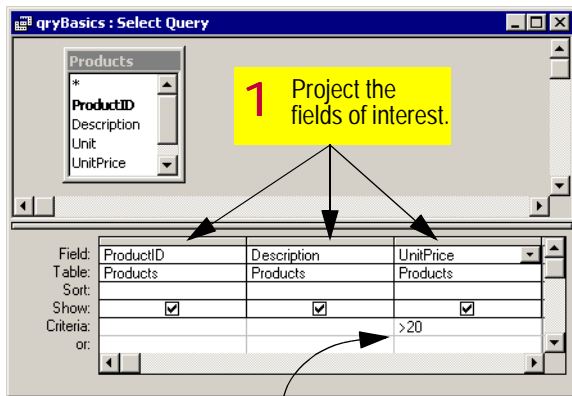 qryBasics : Select Query
Products
*
ProductID
Description
Unit
UnitPrice
1 Project the
fields of interest.
Field: ProductID Description UnitPrice
Table: Products Products Products
Sort:
Show:
Criteria: >20
or: